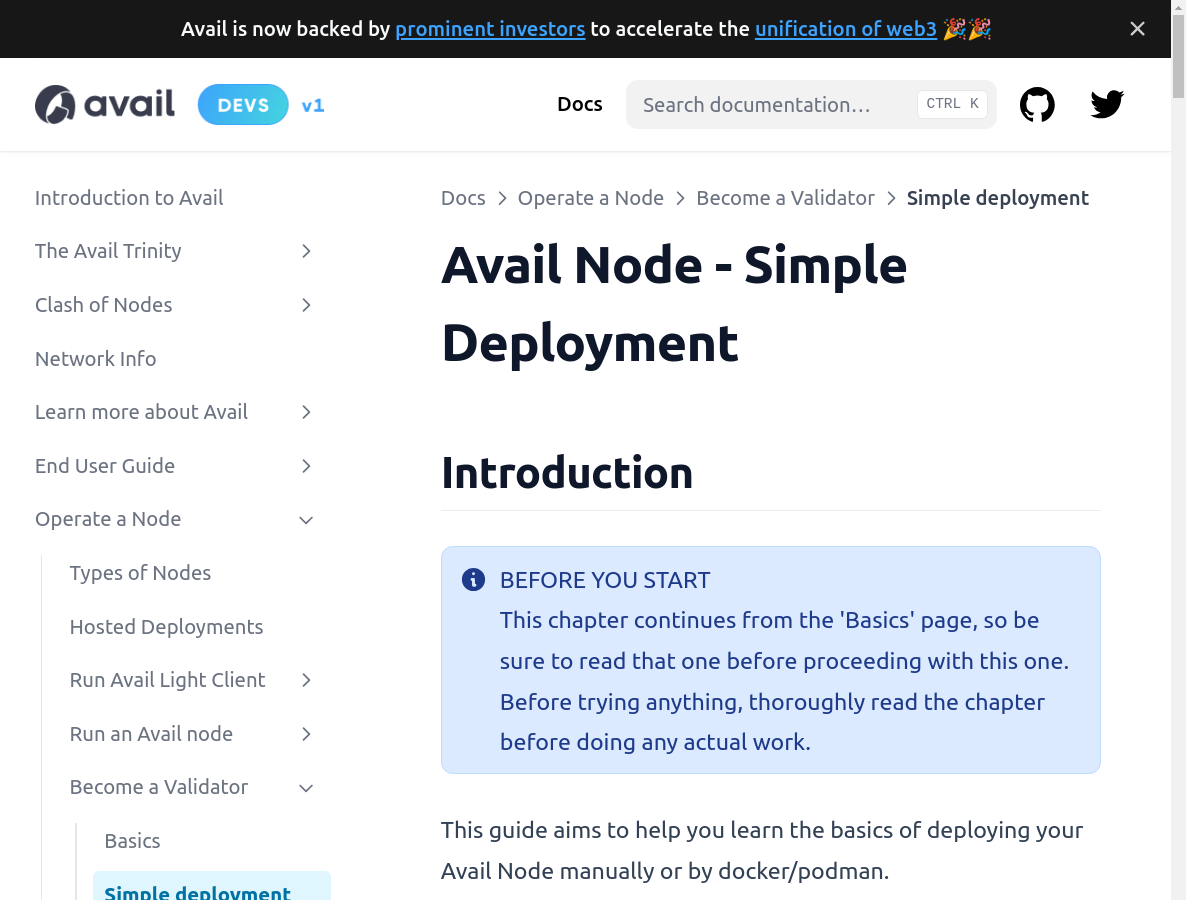 Avail is now backed by prominent investors to accelerate the unification of web3 🎉🎉
avail DEVS v1 Docs Search documentation… CTRL K
Introduction to Avail
The Avail Trinity
Clash of Nodes
Network Info
Learn more about Avail
End User Guide
Operate a Node
Types of Nodes
Hosted Deployments
Run Avail Light Client
Run an Avail node
Become a Validator
Basics
Simple deployment
Docs > Operate a Node > Become a Validator > Simple deployment
Avail Node - Simple
Deployment
Introduction
BEFORE YOU START
This chapter continues from the 'Basics' page, so be
sure to read that one before proceeding with this one.
Before trying anything, thoroughly read the chapter
before doing any actual work.
This guide aims to help you learn the basics of deploying your
Avail Node manually or by docker/podman.